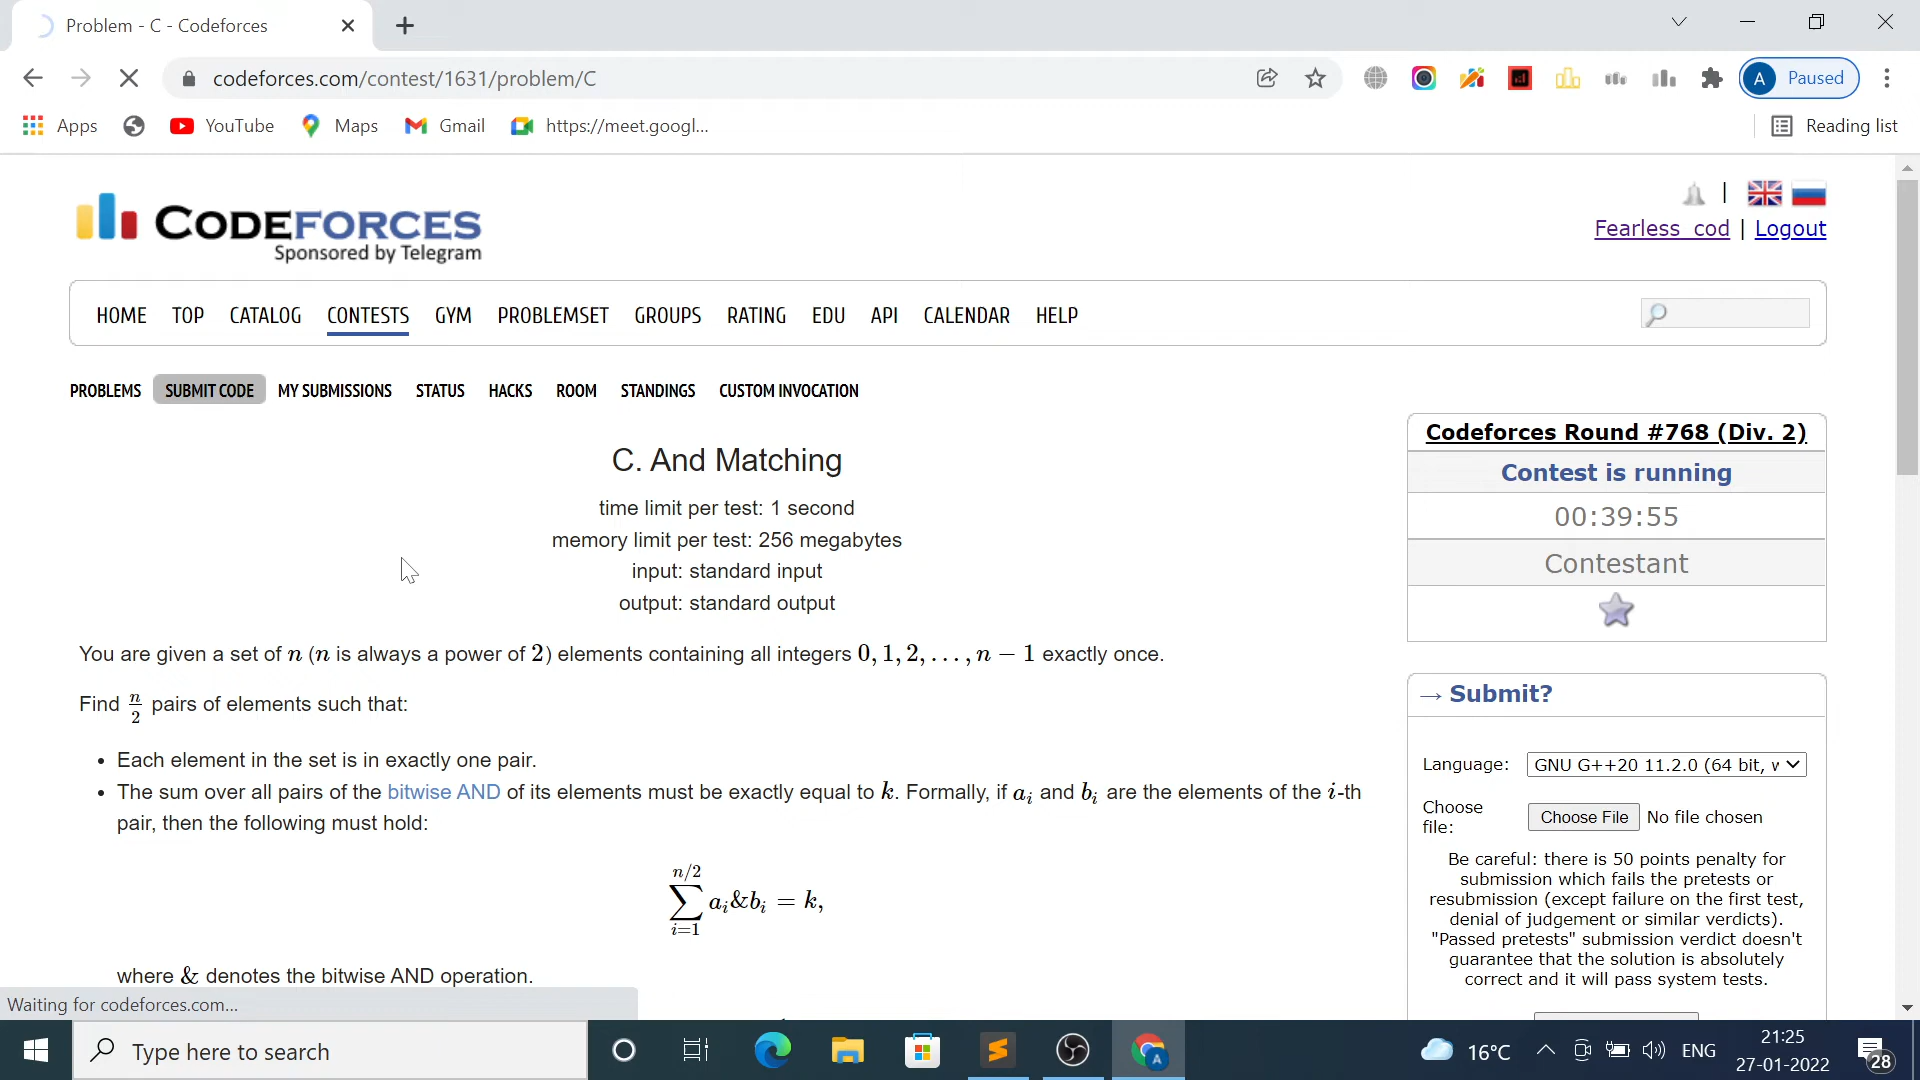 Problem - C - Codeforces
codeforces.com/contest/1631/problem/C
A Paused
Apps
YouTube
Maps
Gmail
https://meet.googl...
Reading list
CODEFORCES
Sponsored by Telegram
|
Fearless_cod | Logout
HOME TOP CATALOG CONTESTS GYM PROBLEMSET GROUPS RATING EDU API CALENDAR HELP
PROBLEMS SUBMIT CODE MY SUBMISSIONS STATUS HACKS ROOM STANDINGS CUSTOM INVOCATION
C. And Matching
time limit per test: 1 second
memory limit per test: 256 megabytes
input: standard input
output: standard output
You are given a set of n (n is always a power of 2) elements containing all integers 0, 1, 2, …, n − 1 exactly once.
Find n/2 pairs of elements such that:
• Each element in the set is in exactly one pair.
• The sum over all pairs of the bitwise AND of its elements must be exactly equal to k. Formally, if aᵢ and bᵢ are the elements of the i-th
pair, then the following must hold:
n/2
∑ aᵢ&bᵢ = k,
i=1
where & denotes the bitwise AND operation.
Codeforces Round #768 (Div. 2)
Contest is running
00:39:55
Contestant
→ Submit?
Language: GNU G++20 11.2.0 (64 bit, v
Choose
file:
Choose File No file chosen
Be careful: there is 50 points penalty for
submission which fails the pretests or
resubmission (except failure on the first test,
denial of judgement or similar verdicts).
"Passed pretests" submission verdict doesn't
guarantee that the solution is absolutely
correct and it will pass system tests.
Waiting for codeforces.com...
Type here to search
A
16°C
ENG
21:25
27-01-2022
28